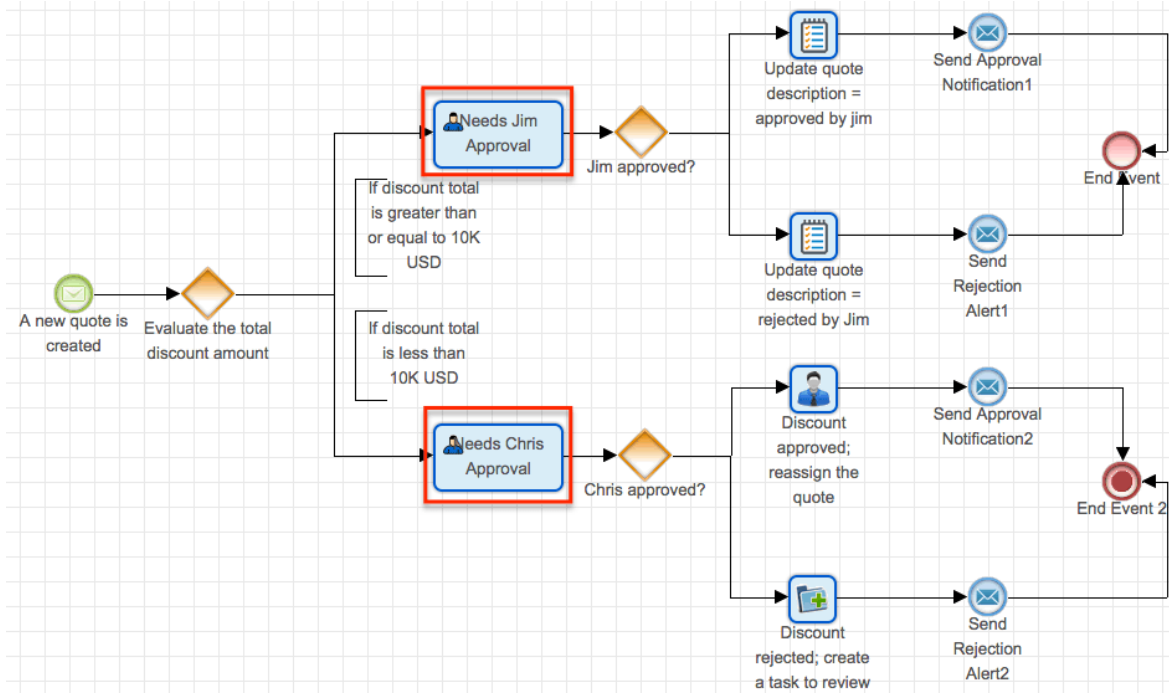 A new quote is
created
Evaluate the total
discount amount
If discount total
is greater than
or equal to 10K
USD
If discount total
is less than
10K USD
Needs Jim
Approval
Jim approved?
Update quote
description =
approved by jim
Send Approval
Notification1
Update quote
description =
rejected by Jim
Send
Rejection
Alert1
End Event
Needs Chris
Approval
Chris approved?
Discount
approved;
reassign the
quote
Send Approval
Notification2
Discount
rejected; create
a task to review
Send
Rejection
Alert2
End Event 2